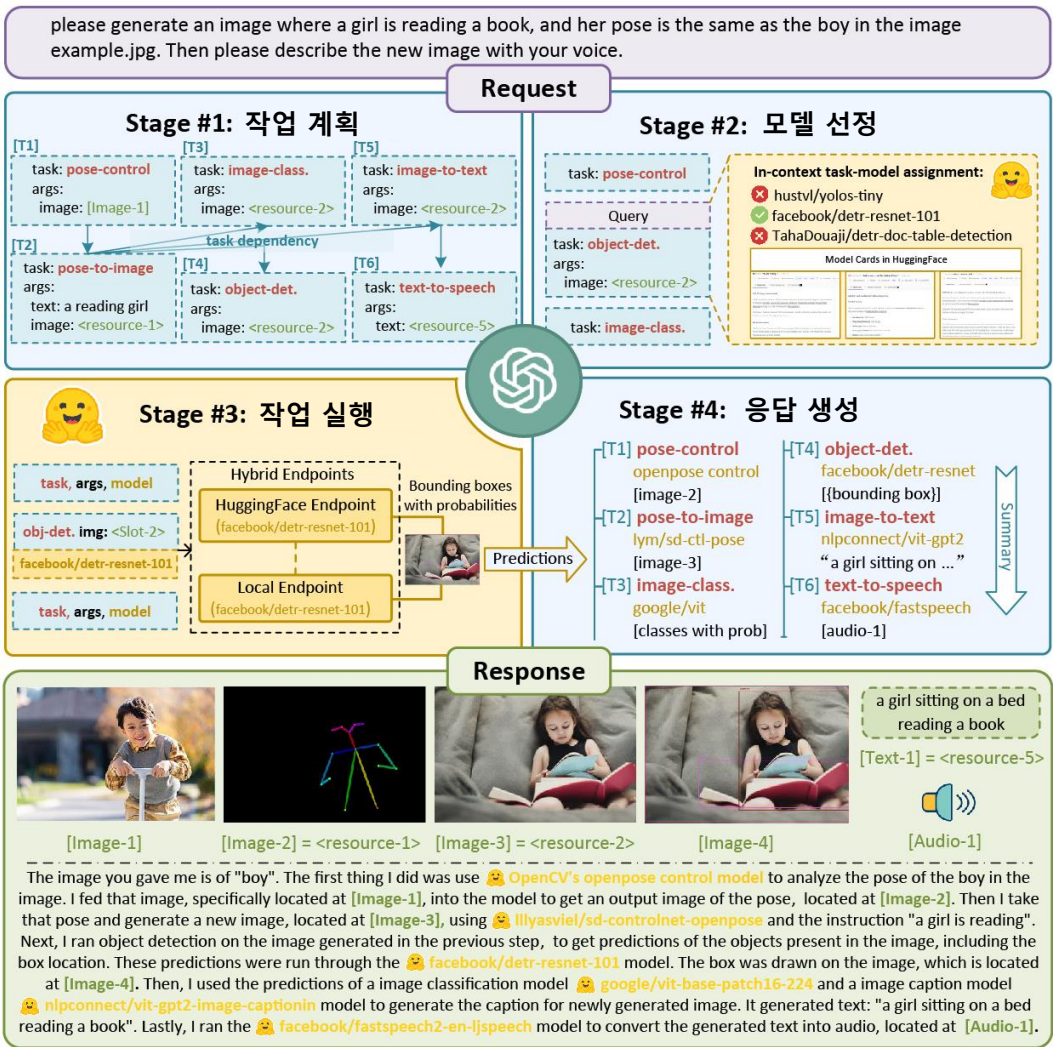 please generate an image where a girl is reading a book, and her pose is the same as the boy in the image
example.jpg. Then please describe the new image with your voice.
Request
Stage #1: 작업 계획
[T1]
task: pose-control
args:
image: [Image-1]
[T3]
task: image-class.
args:
image: <resource-2>
[T5]
task: image-to-text
args:
image: <resource-2>
task dependency
[T2]
task: pose-to-image
args:
text: a reading girl
image: <resource-1>
[T4]
task: object-det.
args:
image: <resource-2>
[T6]
task: text-to-speech
args:
text: <resource-5>
Stage #2: 모델 선정
task: pose-control
Query
task: object-det.
args:
image: <resource-2>
task: image-class.
In-context task-model assignment:
hustvl/yolos-tiny
facebook/detr-resnet-101
TahaDouaji/detr-doc-table-detection
Model Cards in HuggingFace
Stage #3: 작업 실행
task, args, model
obj-det. img: <Slot-2>
facebook/detr-resnet-101
task, args, model
Hybrid Endpoints
HuggingFace Endpoint
(facebook/detr-resnet-101)
Local Endpoint
(facebook/detr-resnet-101)
Bounding boxes
with probabilities
Predictions
Stage #4: 응답 생성
[T1] pose-control
openpose control
[image-2]
[T2] pose-to-image
lym/sd-ctl-pose
[image-3]
[T3] image-class.
google/vit
[classes with prob]
[T4] object-det.
facebook/detr-resnet
[{bounding box}]
[T5] image-to-text
nlpconnect/vit-gpt2
“a girl sitting on ...”
[T6] text-to-speech
facebook/fastspeech
[audio-1]
Summary
Response
a girl sitting on a bed
reading a book
[Text-1] = <resource-5>
[Image-1]
[Image-2] = <resource-1>
[Image-3] = <resource-2>
[Image-4]
[Audio-1]
The image you gave me is of "boy". The first thing I did was use OpenCV's openpose control model to analyze the pose of the boy in the
image. I fed that image, specifically located at [Image-1], into the model to get an output image of the pose, located at [Image-2]. Then I take
that pose and generate a new image, located at [Image-3], using lllyasviel/sd-controlnet-openpose and the instruction "a girl is reading".
Next, I ran object detection on the image generated in the previous step, to get predictions of the objects present in the image, including the
box location. These predictions were run through the facebook/detr-resnet-101 model. The box was drawn on the image, which is located
at [Image-4]. Then, I used the predictions of a image classification model google/vit-base-patch16-224 and a image caption model
nlpconnect/vit-gpt2-image-captionin model to generate the caption for newly generated image. It generated text: "a girl sitting on a bed
reading a book". Lastly, I ran the facebook/fastspeech2-en-ljspeech model to convert the generated text into audio, located at [Audio-1].